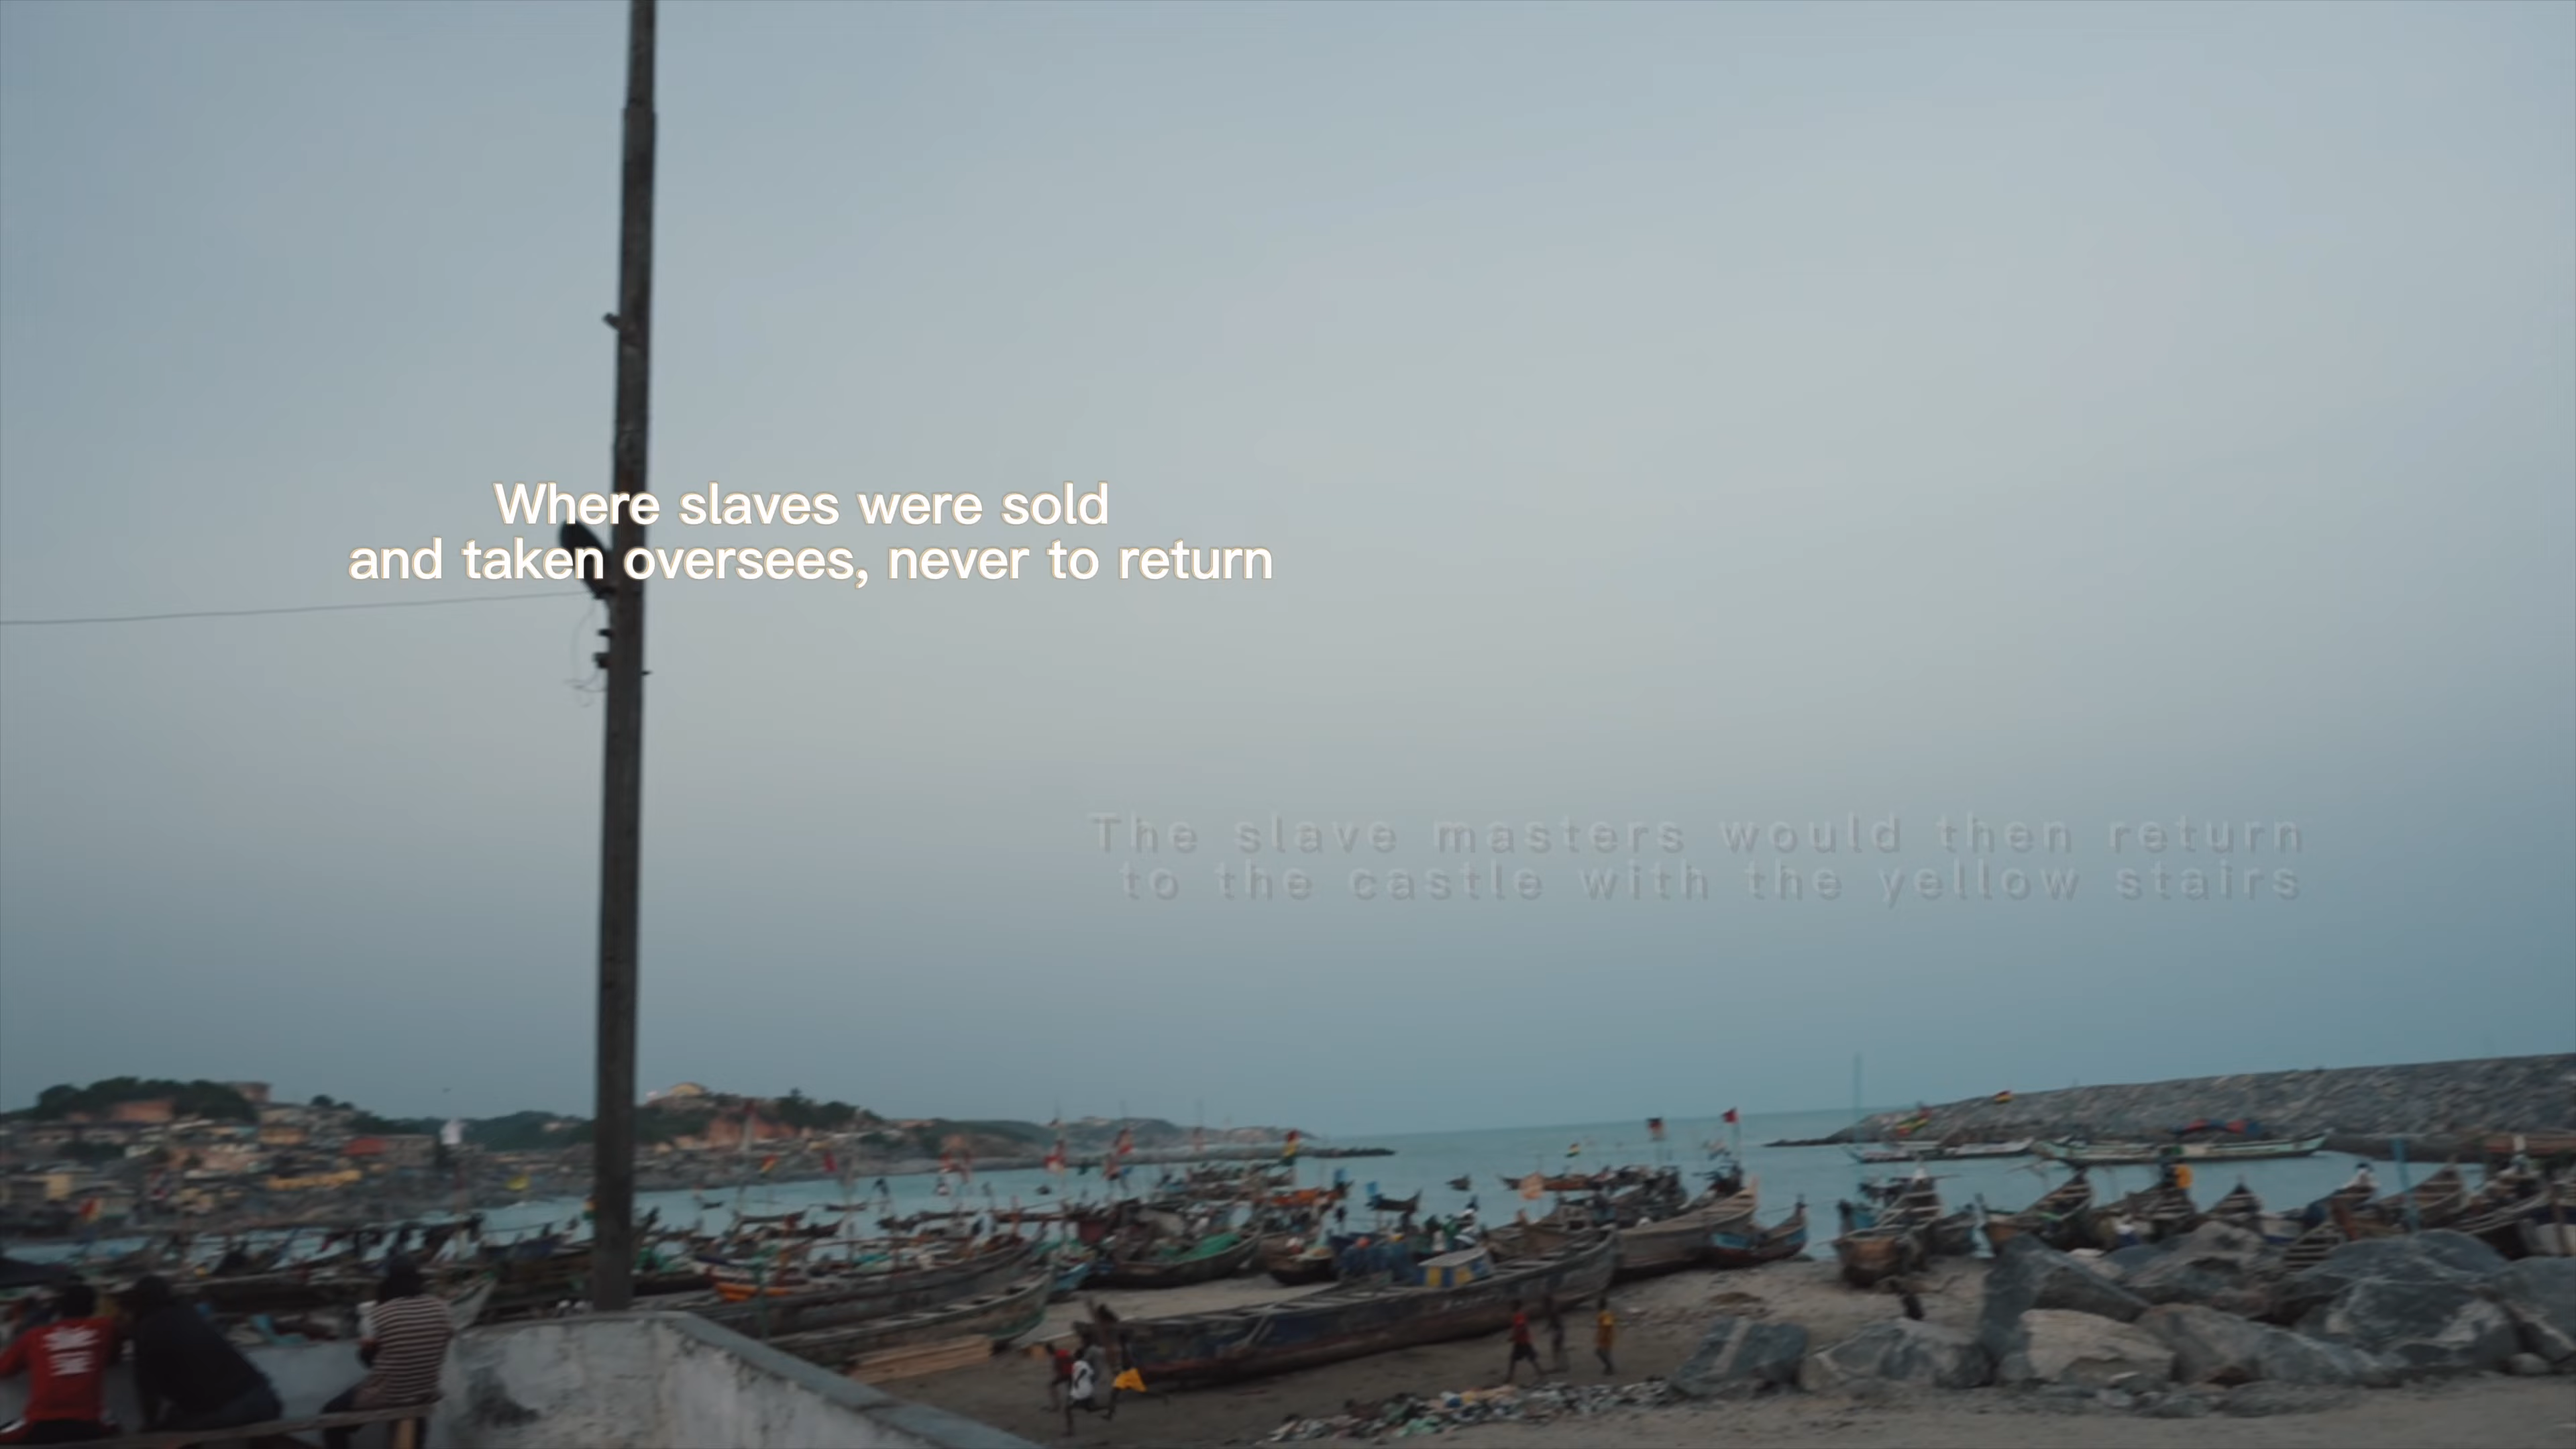 Where slaves were sold
and taken oversees, never to return
The slave masters would then return
to the castle with the yellow stairs